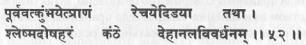 पूर्ववत्कुंभयेत्प्राणं रेचयेदिडया तथा ।
श्लेष्मदोषहरं कंठे देहानलविवर्धनम् ।। ५२ ।।